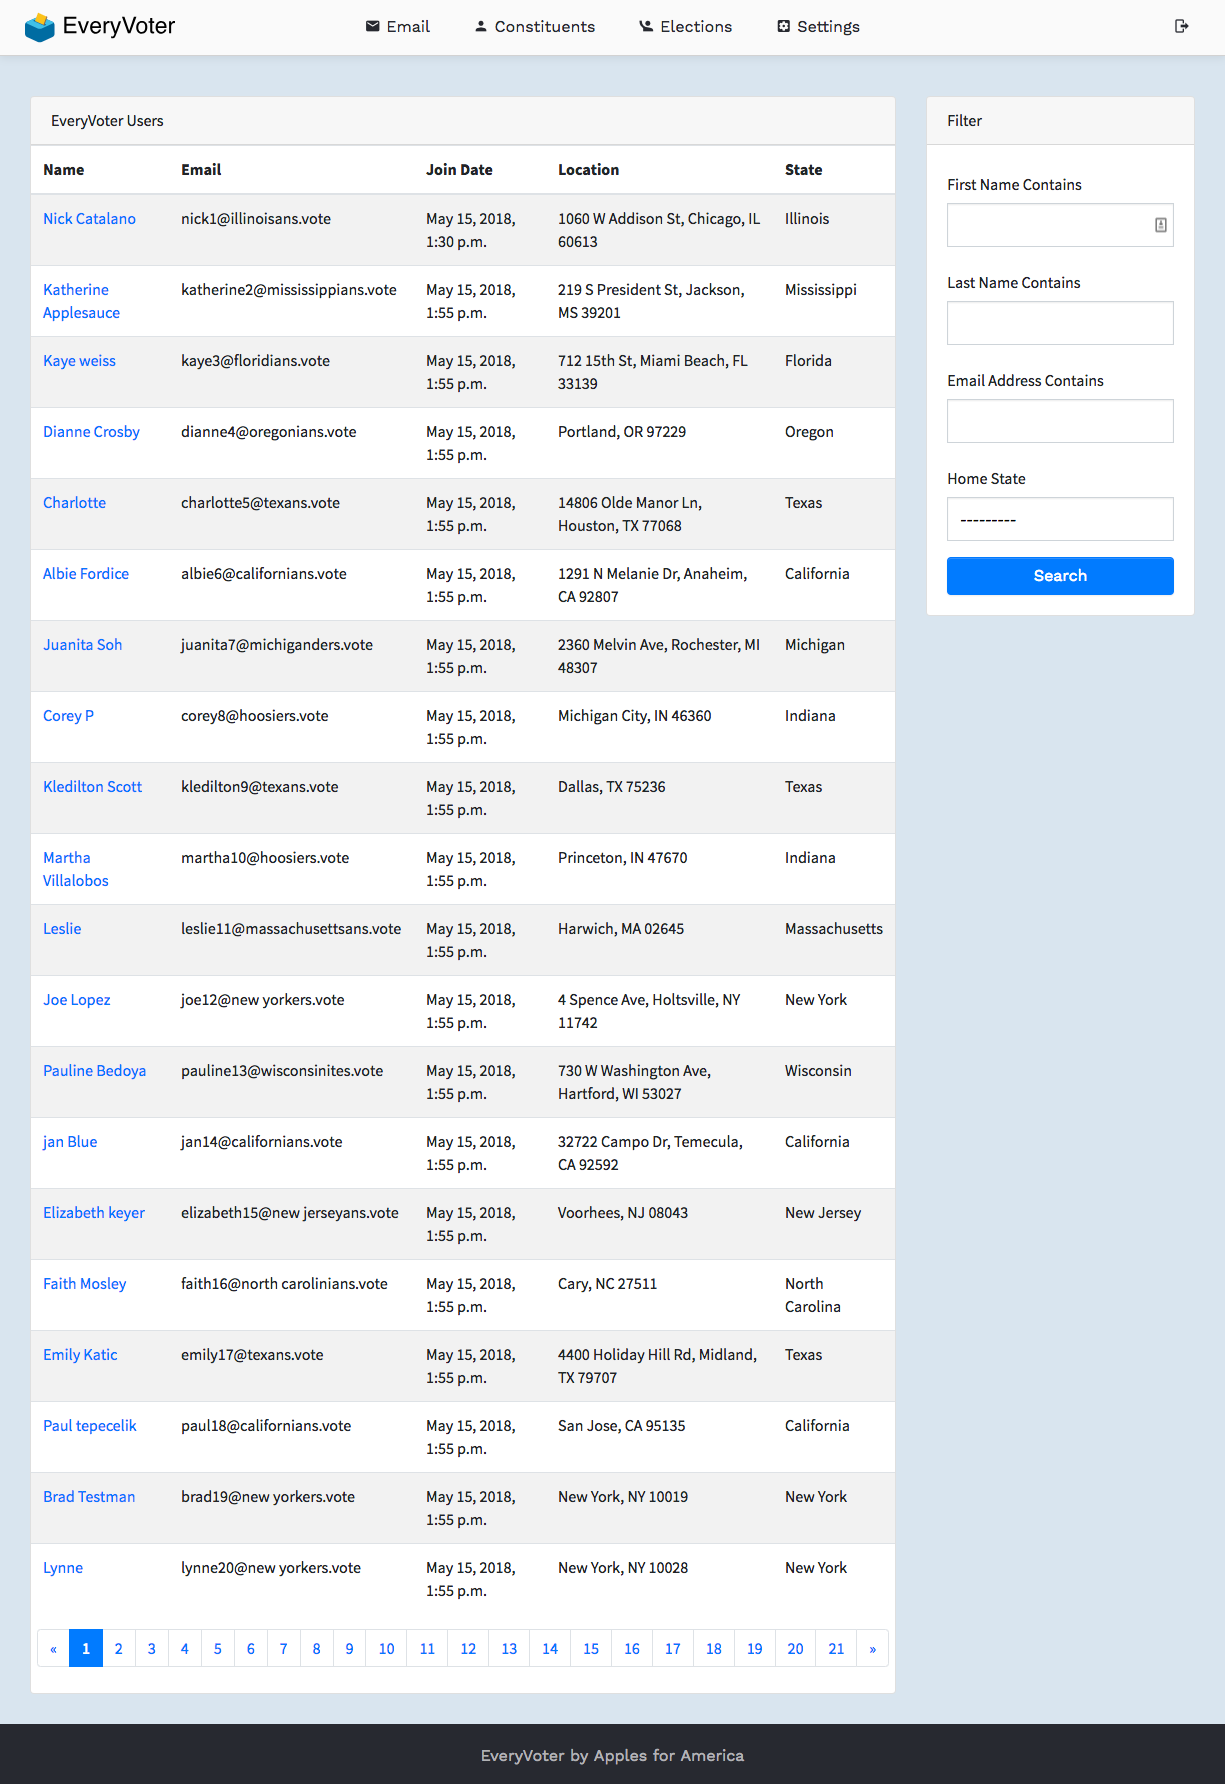 EveryVoter
Email
Constituents
Elections
Settings
EveryVoter Users
Name Email Join Date Location State
Nick Catalano nick1@illinoisans.vote May 15, 2018, 1060 W Addison St, Chicago, IL Illinois
1:30 p.m. 60613
Katherine katherine2@mississippians.vote May 15, 2018, 219 S President St, Jackson, Mississippi
Applesauce 1:55 p.m. MS 39201
Kaye weiss kaye3@floridians.vote May 15, 2018, 712 15th St, Miami Beach, FL Florida
1:55 p.m. 33139
Dianne Crosby dianne4@oregonians.vote May 15, 2018, Portland, OR 97229 Oregon
1:55 p.m.
Charlotte charlotte5@texans.vote May 15, 2018, 14806 Olde Manor Ln, Texas
1:55 p.m. Houston, TX 77068
Albie Fordice albie6@californians.vote May 15, 2018, 1291 N Melanie Dr, Anaheim, California
1:55 p.m. CA 92807
Juanita Soh juanita7@michiganders.vote May 15, 2018, 2360 Melvin Ave, Rochester, MI Michigan
1:55 p.m. 48307
Corey P corey8@hoosiers.vote May 15, 2018, Michigan City, IN 46360 Indiana
1:55 p.m.
Kledilton Scott kledilton9@texans.vote May 15, 2018, Dallas, TX 75236 Texas
1:55 p.m.
Martha martha10@hoosiers.vote May 15, 2018, Princeton, IN 47670 Indiana
Villalobos 1:55 p.m.
Leslie leslie11@massachusettsans.vote May 15, 2018, Harwich, MA 02645 Massachusetts
1:55 p.m.
Joe Lopez joe12@new yorkers.vote May 15, 2018, 4 Spence Ave, Holtsville, NY New York
1:55 p.m. 11742
Pauline Bedoya pauline13@wisconsinites.vote May 15, 2018, 730 W Washington Ave, Wisconsin
1:55 p.m. Hartford, WI 53027
jan Blue jan14@californians.vote May 15, 2018, 32722 Campo Dr, Temecula, California
1:55 p.m. CA 92592
Elizabeth keyer elizabeth15@new jerseyans.vote May 15, 2018, Voorhees, NJ 08043 New Jersey
1:55 p.m.
Faith Mosley faith16@north carolinians.vote May 15, 2018, Cary, NC 27511 North
1:55 p.m. Carolina
Emily Katic emily17@texans.vote May 15, 2018, 4400 Holiday Hill Rd, Midland, Texas
1:55 p.m. TX 79707
Paul tepecelik paul18@californians.vote May 15, 2018, San Jose, CA 95135 California
1:55 p.m.
Brad Testman brad19@new yorkers.vote May 15, 2018, New York, NY 10019 New York
1:55 p.m.
Lynne lynne20@new yorkers.vote May 15, 2018, New York, NY 10028 New York
1:55 p.m.
« 1 2 3 4 5 6 7 8 9 10 11 12 13 14 15 16 17 18 19 20 21 »
Filter
First Name Contains
Last Name Contains
Email Address Contains
Home State
---------
Search
EveryVoter by Apples for America